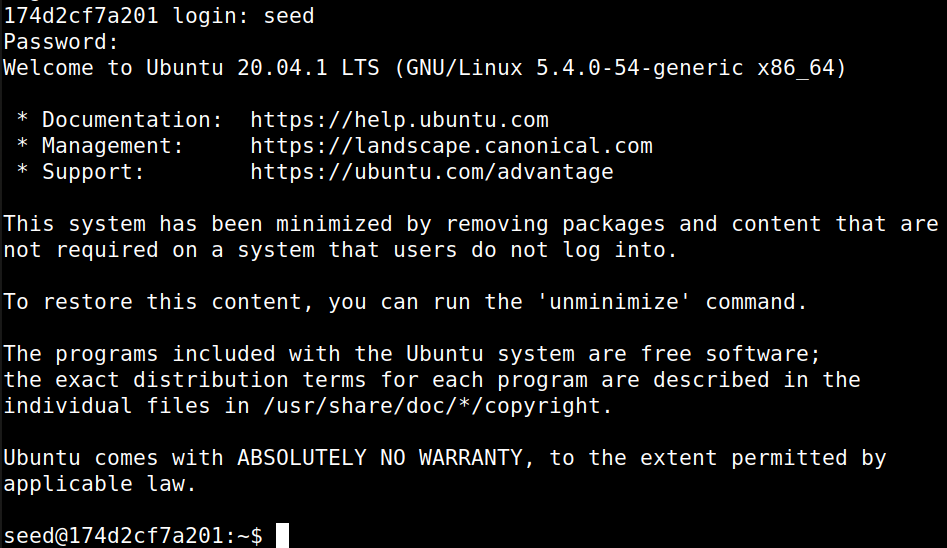 174d2cf7a201 login: seed
Password:
Welcome to Ubuntu 20.04.1 LTS (GNU/Linux 5.4.0-54-generic x86_64)
* Documentation:  https://help.ubuntu.com
* Management:     https://landscape.canonical.com
* Support:        https://ubuntu.com/advantage
This system has been minimized by removing packages and content that are
not required on a system that users do not log into.
To restore this content, you can run the 'unminimize' command.
The programs included with the Ubuntu system are free software;
the exact distribution terms for each program are described in the
individual files in /usr/share/doc/*/copyright.
Ubuntu comes with ABSOLUTELY NO WARRANTY, to the extent permitted by
applicable law.
seed@174d2cf7a201:~$